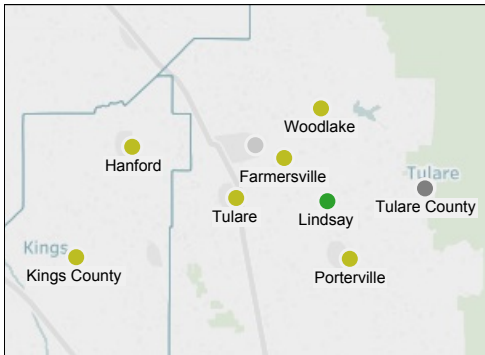 Woodlake
Hanford
Farmersville
Tulare
Tulare County
Tulare
Lindsay
Kings
Kings County
Porterville